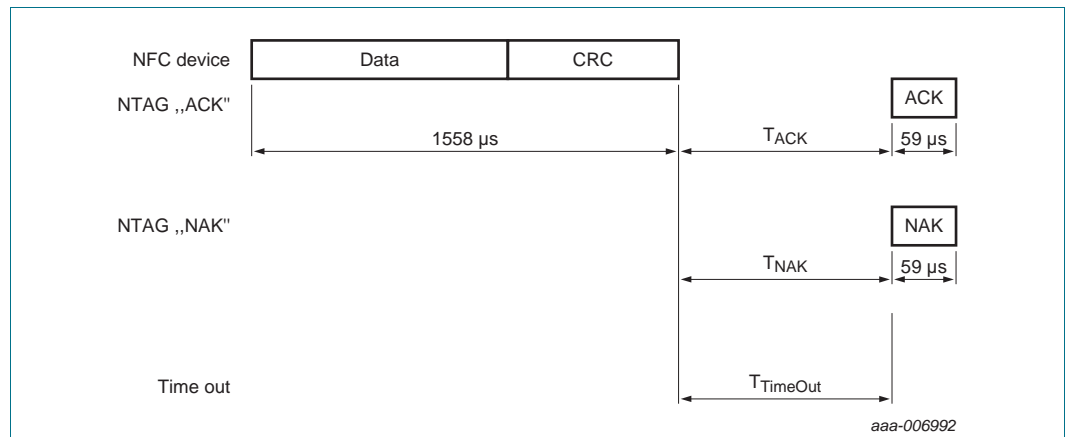 NFC device Data CRC
NTAG ,,ACK" ACK
1558 µs TACK 59 µs
NTAG ,,NAK" NAK
TNAK 59 µs
Time out TTimeOut
aaa-006992